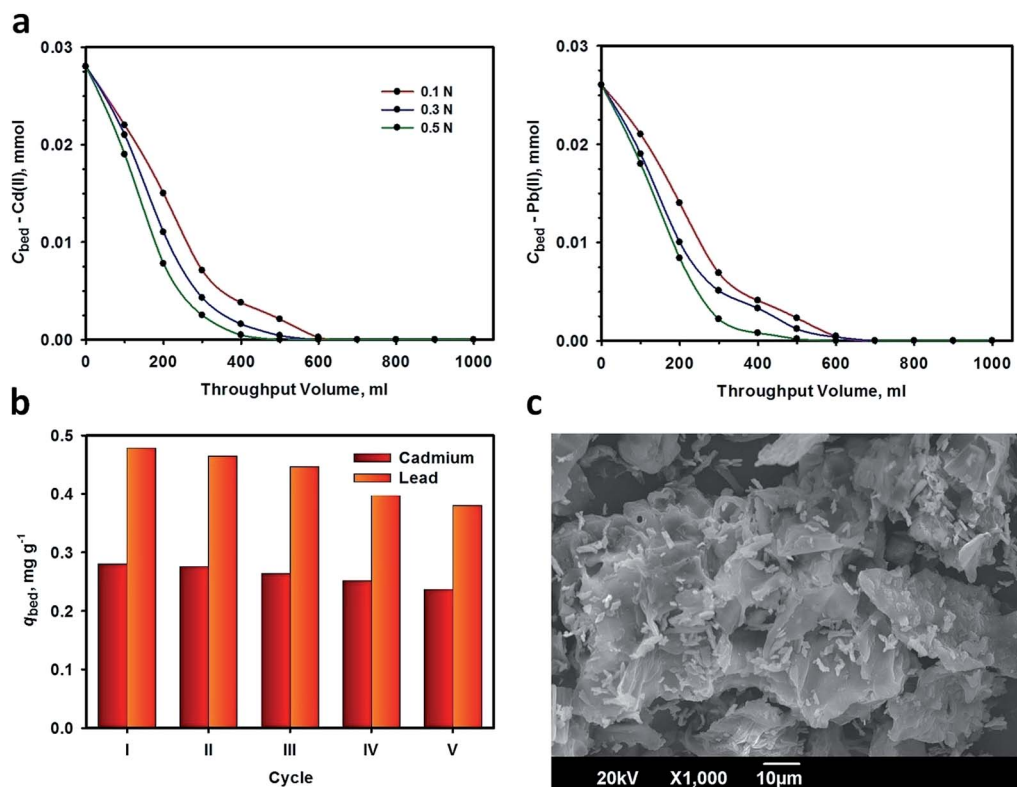 a
0.03
0.02
0.01
0.00
C bed - Cd(II), mmol
0.1 N
0.3 N
0.5 N
0 200 400 600 800 1000
Throughput Volume, ml
0.03
0.02
0.01
0.00
C bed - Pb(II), mmol
0 200 400 600 800 1000
Throughput Volume, ml
b
0.5
0.4
0.3
0.2
0.1
0.0
q bed, mg g-1
Cadmium
Lead
I II III IV V
Cycle
c
20kV X1,000 10μm